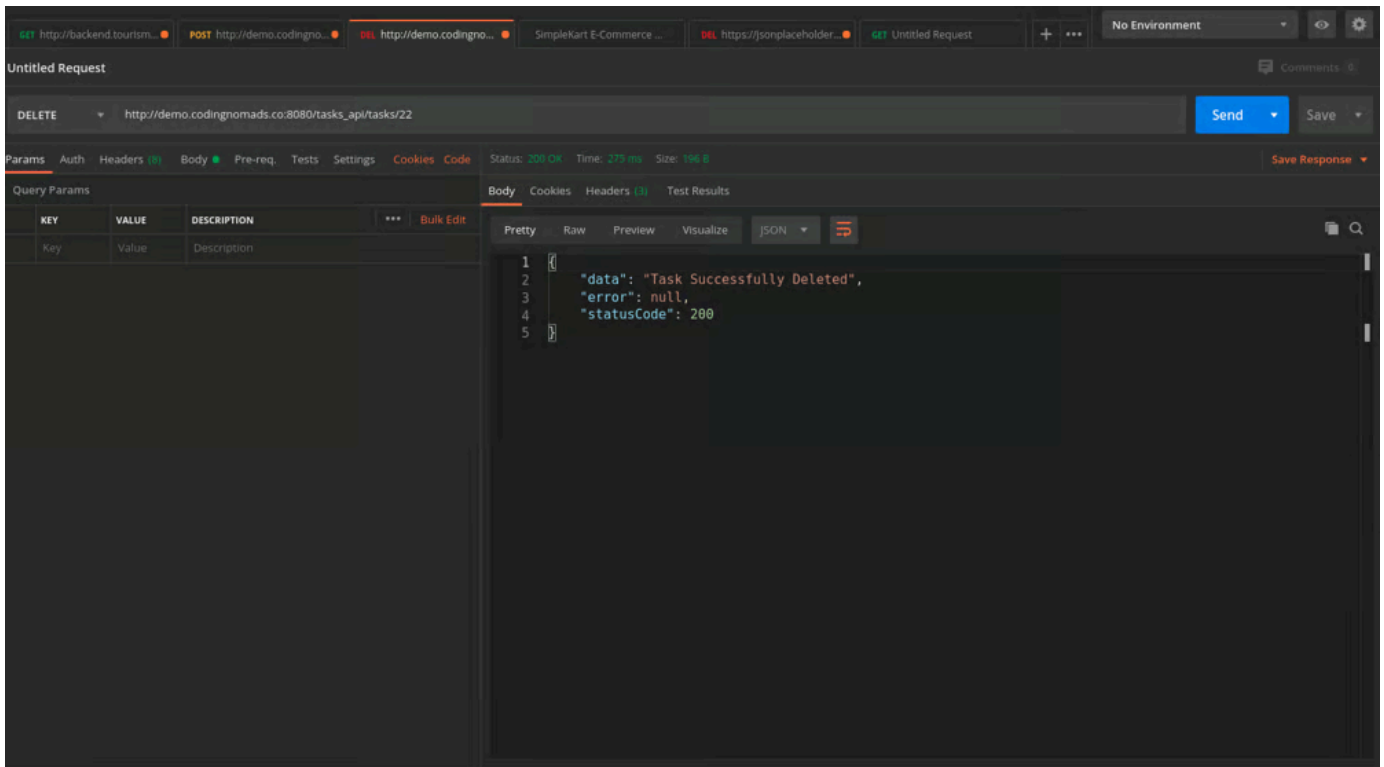 GET http://backend.tourism... POST http://demo.codingno... DEL http://demo.codingno... SimpleKart E-Commerce ... DEL https://jsonplaceholder... GET Untitled Request + ••• No Environment
Untitled Request Comments 0
DELETE http://demo.codingnomads.co:8080/tasks_api/tasks/22 Send Save
Params Auth Headers (8) Body Pre-req. Tests Settings Cookies Code Status: 200 OK Time: 275 ms Size: 196 B Save Response
Query Params Body Cookies Headers (3) Test Results
KEY VALUE DESCRIPTION ••• Bulk Edit
Pretty Raw Preview Visualize JSON
Key Value Description
1 {
2 "data": "Task Successfully Deleted",
3 "error": null,
4 "statusCode": 200
5 }